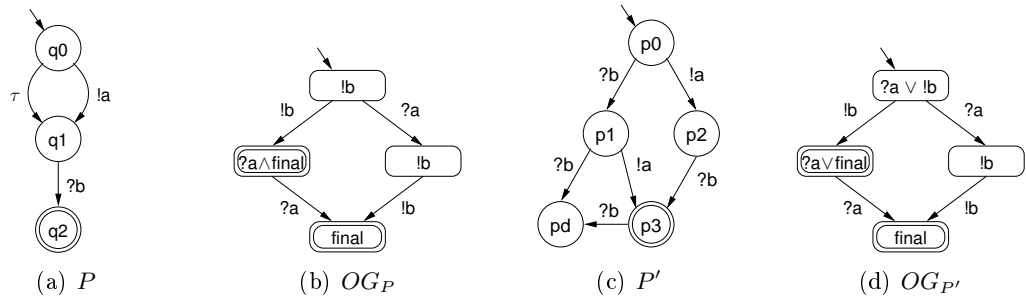 q0
τ
!a
q1
?b
q2
(a) P
!b
!b
?a
?a∧final
!b
?a
!b
final
(b) OG_P
p0
?b
!a
p1
p2
?b
!a
?b
pd
?b
p3
(c) P′
?a ∨ !b
!b
?a
?a∨final
!b
?a
!b
final
(d) OG_P′